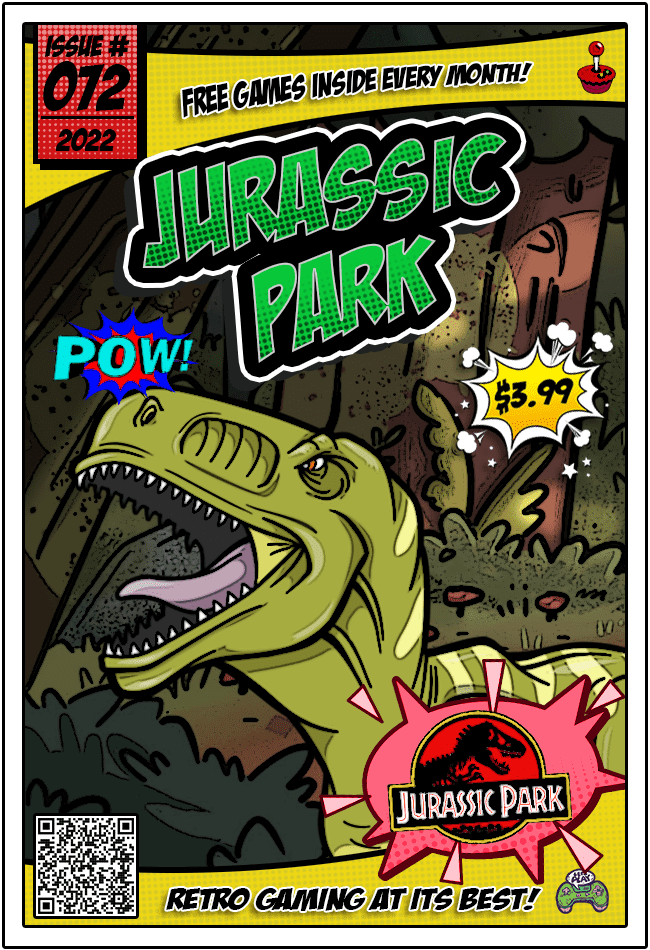 ISSUE #
072
2022
FREE GAMES INSIDE EVERY MONTH!
JURASSIC
PARK
POW!
$3.99
JURASSIC PARK
RETRO GAMING AT ITS BEST!